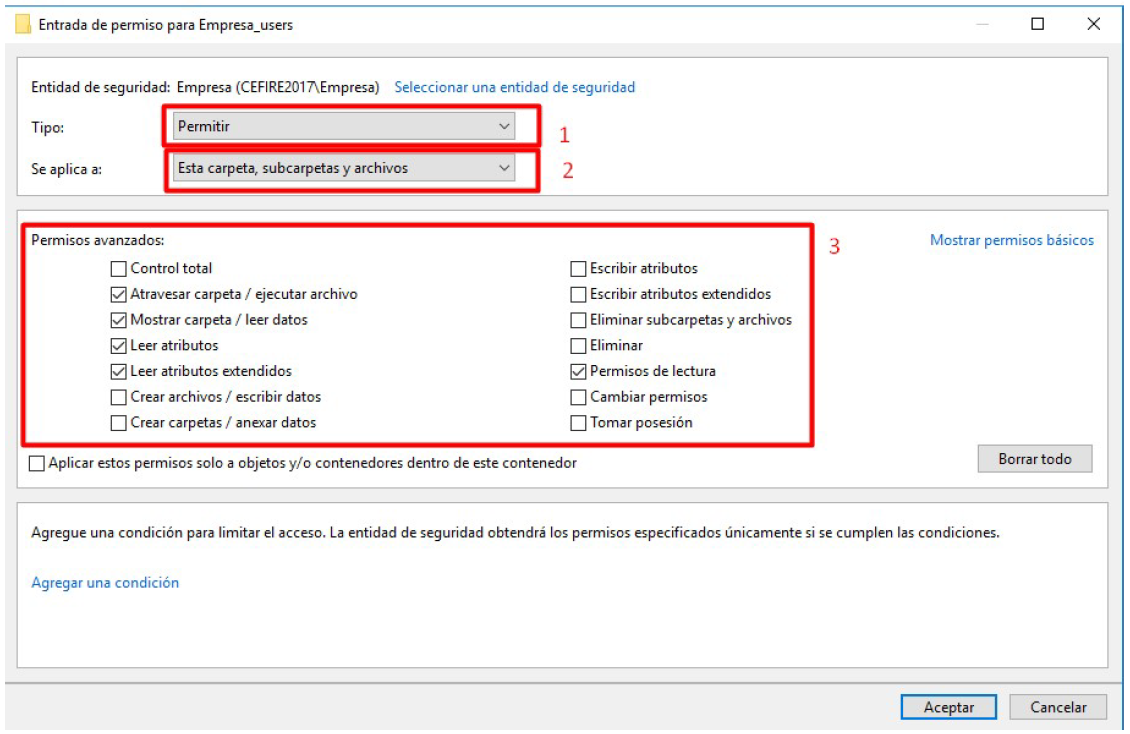 Entrada de permiso para Empresa_users
Entidad de seguridad: Empresa (CEFIRE2017\Empresa) Seleccionar una entidad de seguridad
Tipo: Permitir 1
Se aplica a: Esta carpeta, subcarpetas y archivos 2
Permisos avanzados: 3 Mostrar permisos básicos
Control total Escribir atributos
Atravesar carpeta / ejecutar archivo Escribir atributos extendidos
Mostrar carpeta / leer datos Eliminar subcarpetas y archivos
Leer atributos Eliminar
Leer atributos extendidos Permisos de lectura
Crear archivos / escribir datos Cambiar permisos
Crear carpetas / anexar datos Tomar posesión
Aplicar estos permisos solo a objetos y/o contenedores dentro de este contenedor Borrar todo
Agregue una condición para limitar el acceso. La entidad de seguridad obtendrá los permisos especificados únicamente si se cumplen las condiciones.
Agregar una condición
Aceptar Cancelar